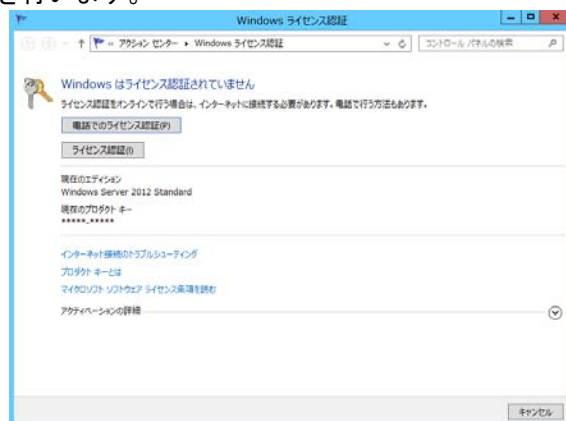 を行います。
Windows ライセンス認証
アクション センター ▸ Windows ライセンス認証
コントロール パネルの検索
Windows はライセンス認証されていません
ライセンス認証をオンラインで行う場合は、インターネットに接続する必要があります。電話で行う方法もあります。
電話でのライセンス認証(P)
ライセンス認証(I)
現在のエディション
Windows Server 2012 Standard
現在のプロダクト キー
*****-*****
インターネット接続のトラブルシューティング
プロダクト キーとは
マイクロソフト ソフトウェア ライセンス条項を読む
アクティベーションの詳細
キャンセル